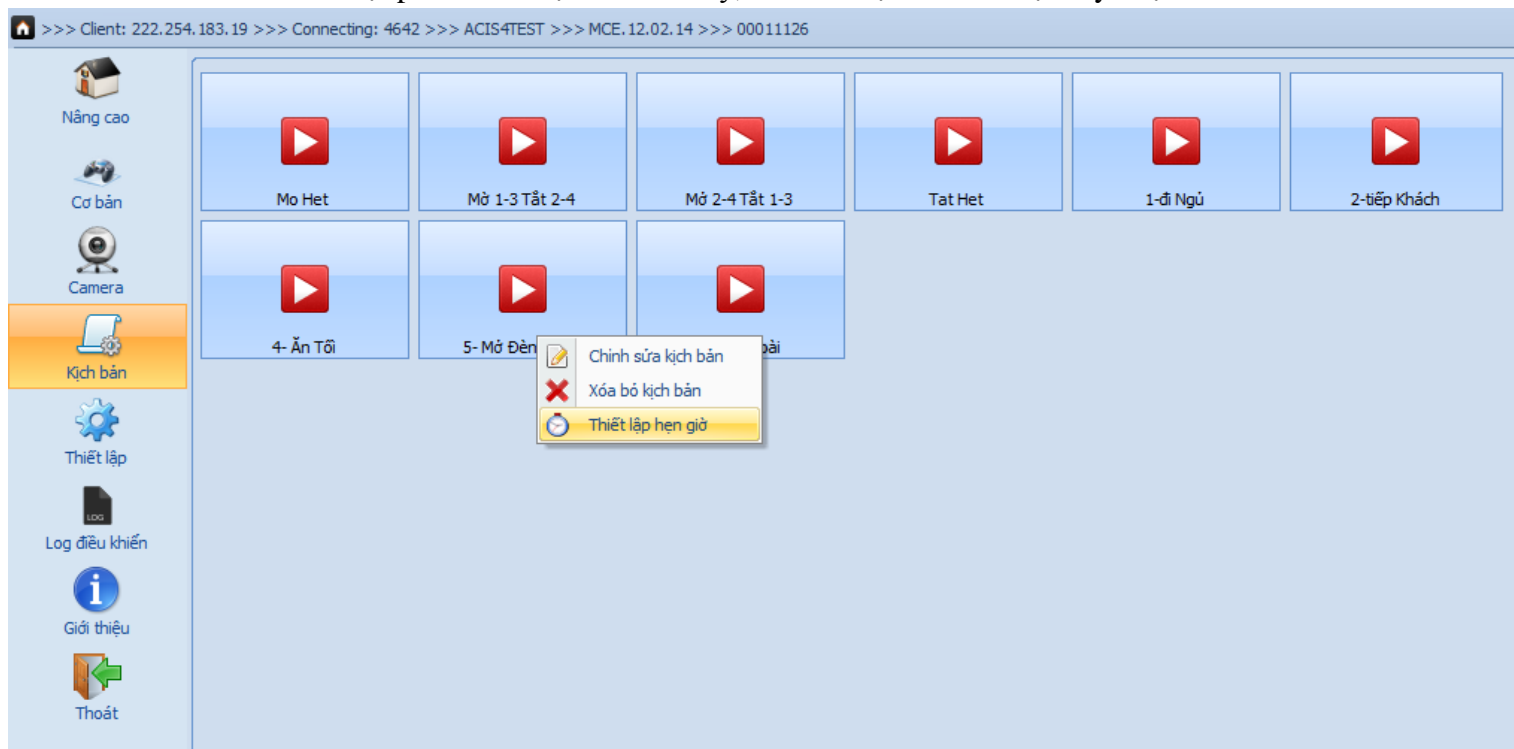 >>> Client: 222.254.183.19 >>> Connecting: 4642 >>> ACIS4TEST >>> MCE.12.02.14 >>> 00011126
Nâng cao
Cơ bản
Camera
Kịch bản
Thiết lập
LOG
Log điều khiển
Giới thiệu
Thoát
Mo Het
Mở 1-3 Tắt 2-4
Mở 2-4 Tắt 1-3
Tat Het
1-đi Ngủ
2-tiếp Khách
4- Ăn Tối
5- Mở Đèn
Chỉnh sửa kịch bản
Xóa bỏ kịch bản
Thiết lập hẹn giờ